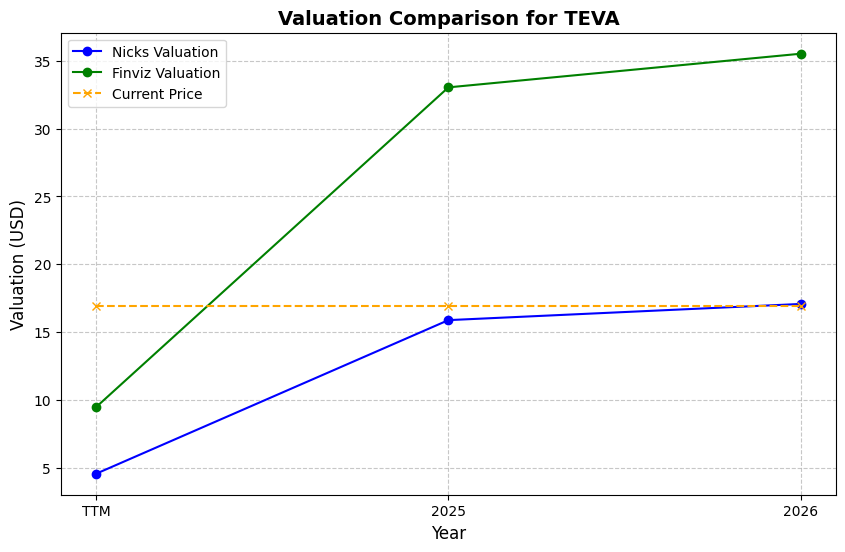 Valuation Comparison for TEVA
Nicks Valuation
Finviz Valuation
Current Price
Valuation (USD)
35
30
25
20
15
10
5
TTM 2025 2026
Year